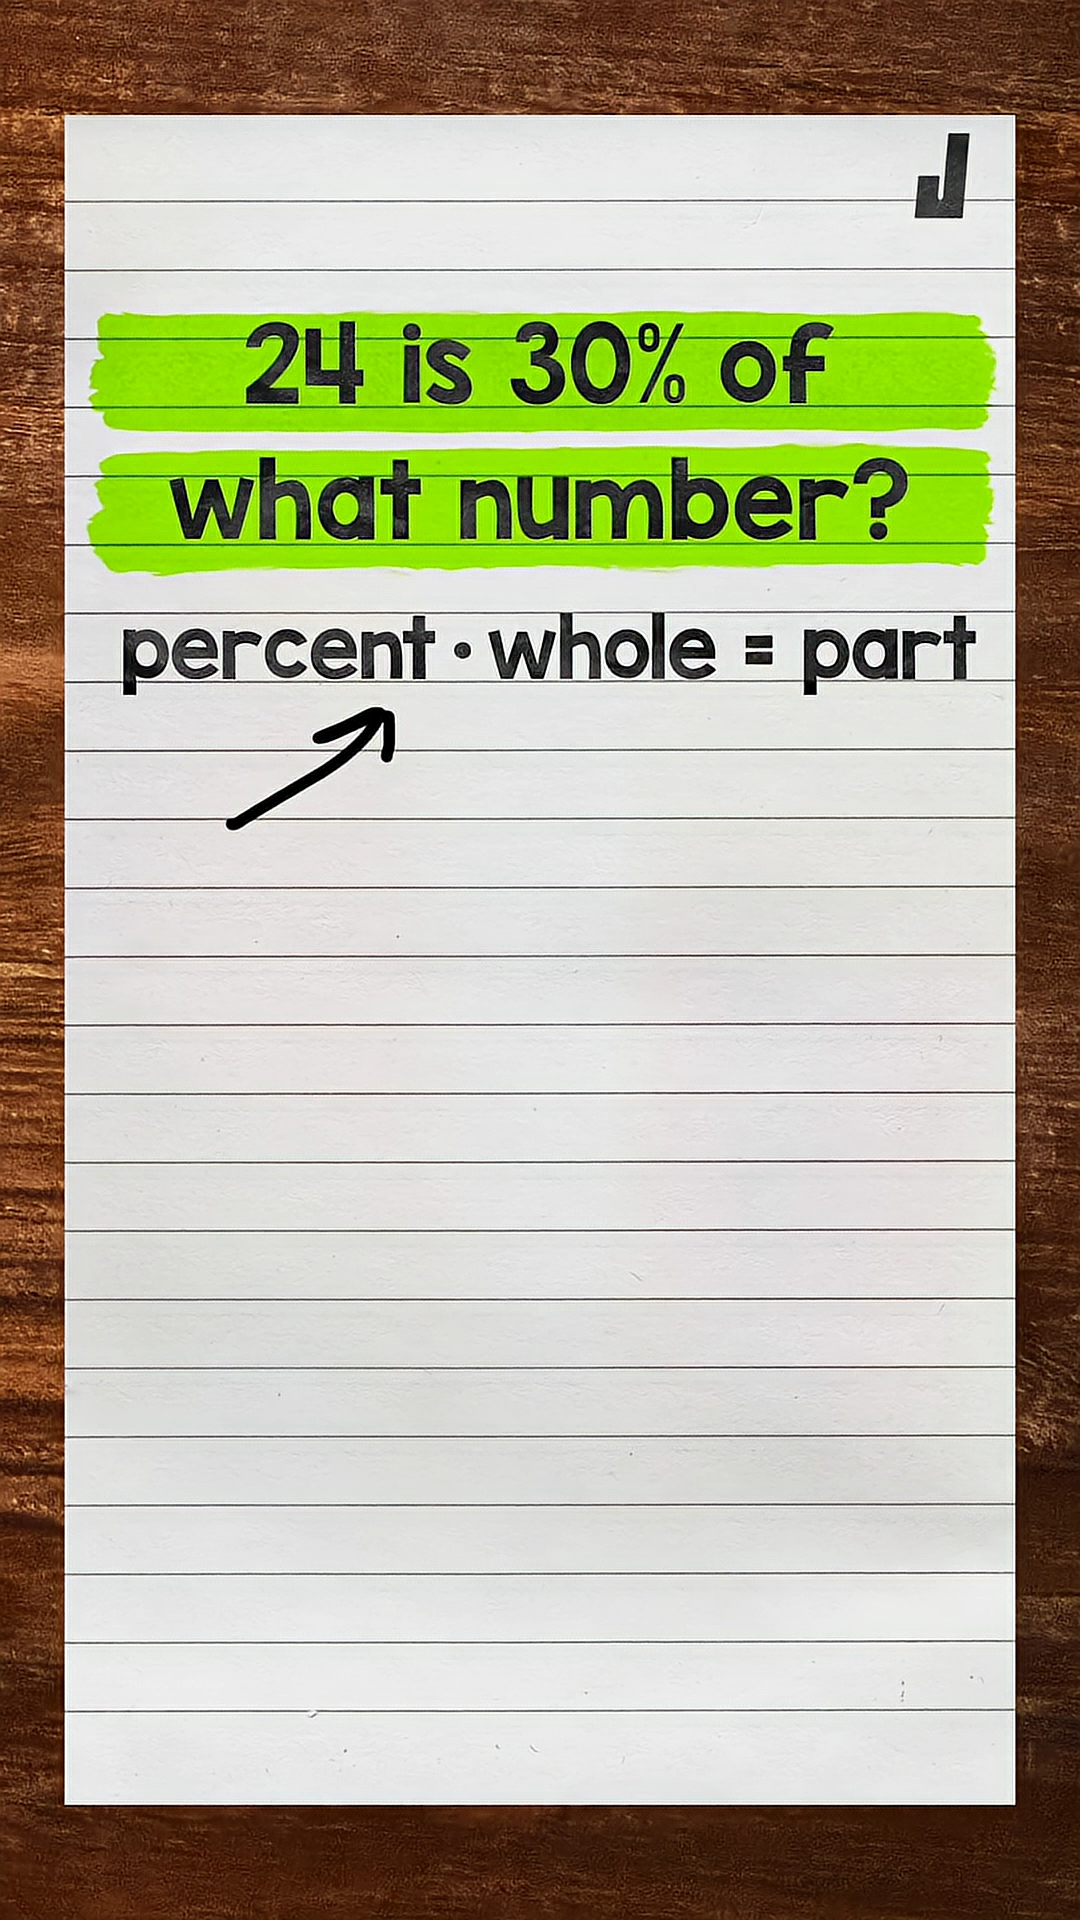 J
24 is 30% of
what number?
percent · whole = part